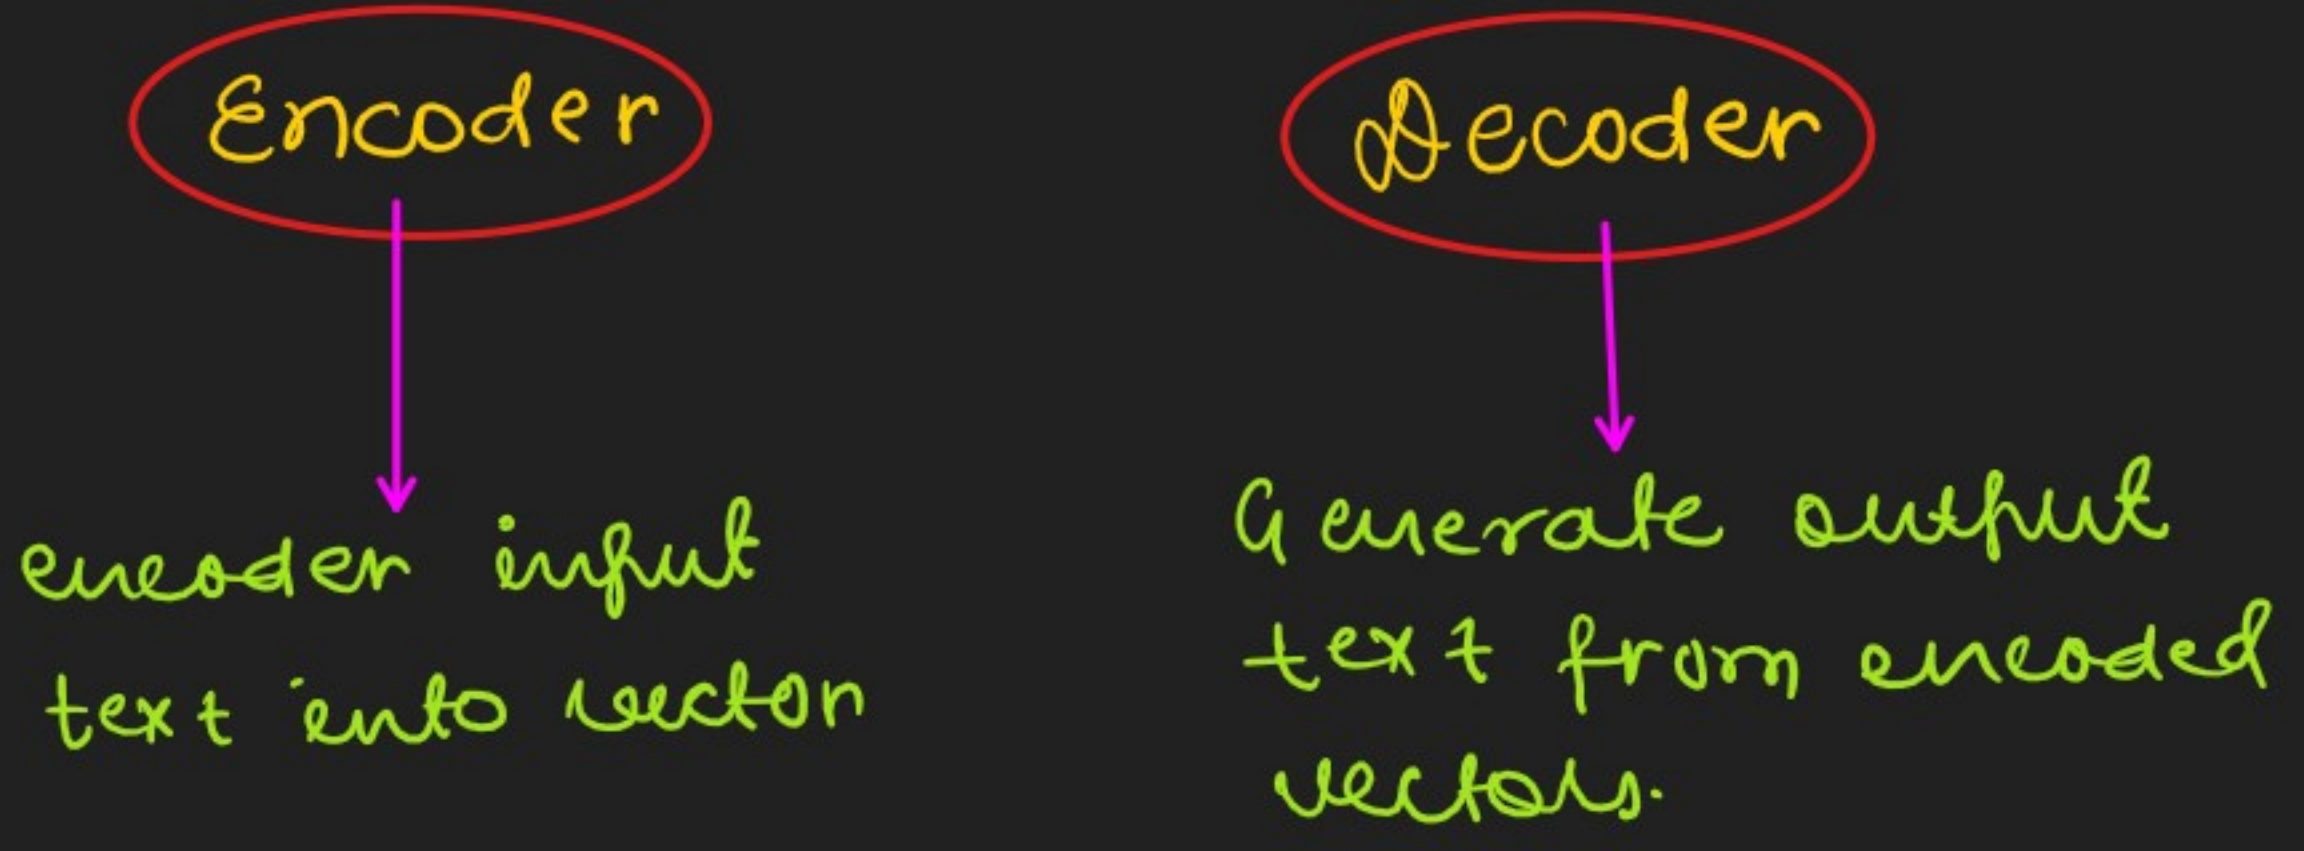 Encoder
encoder input
text into vector
Decoder
Generate output
text from encoded
vectors.